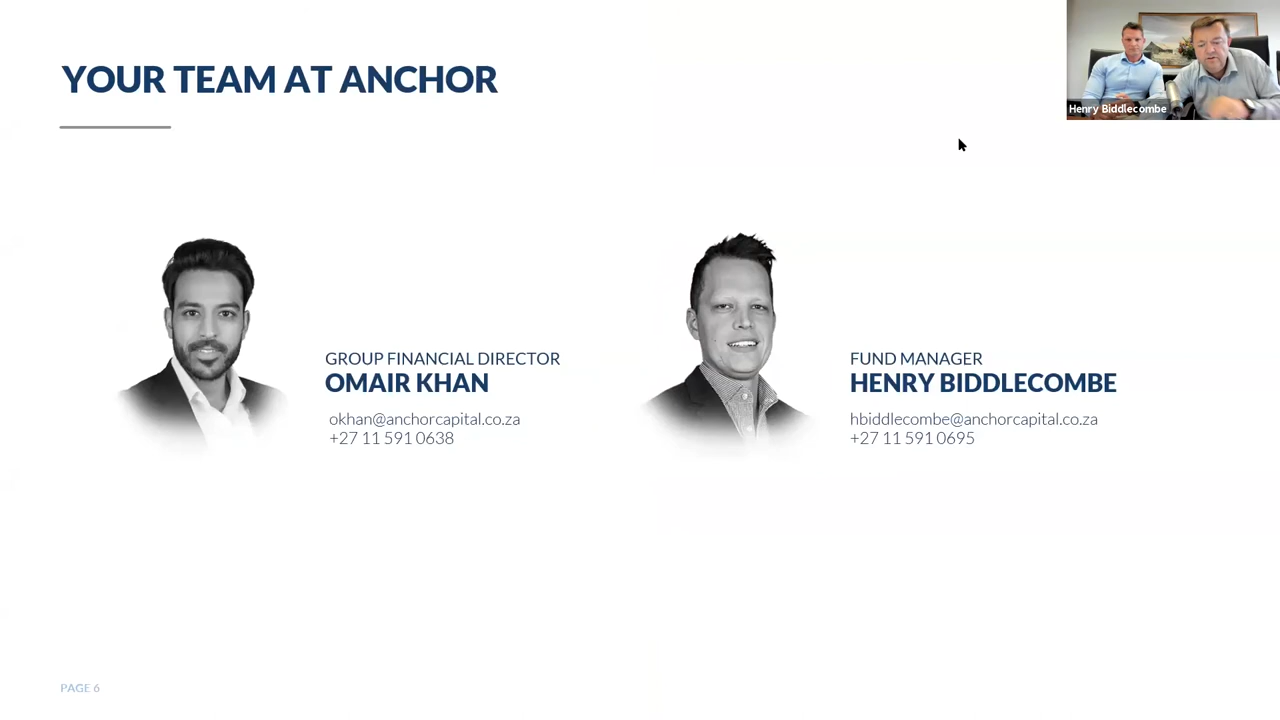 YOUR TEAM AT ANCHOR
Henry Biddlecombe
GROUP FINANCIAL DIRECTOR
OMAIR KHAN
okhan@anchorcapital.co.za
+27 11 591 0638
FUND MANAGER
HENRY BIDDLECOMBE
hbiddlecombe@anchorcapital.co.za
+27 11 591 0695
PAGE 6